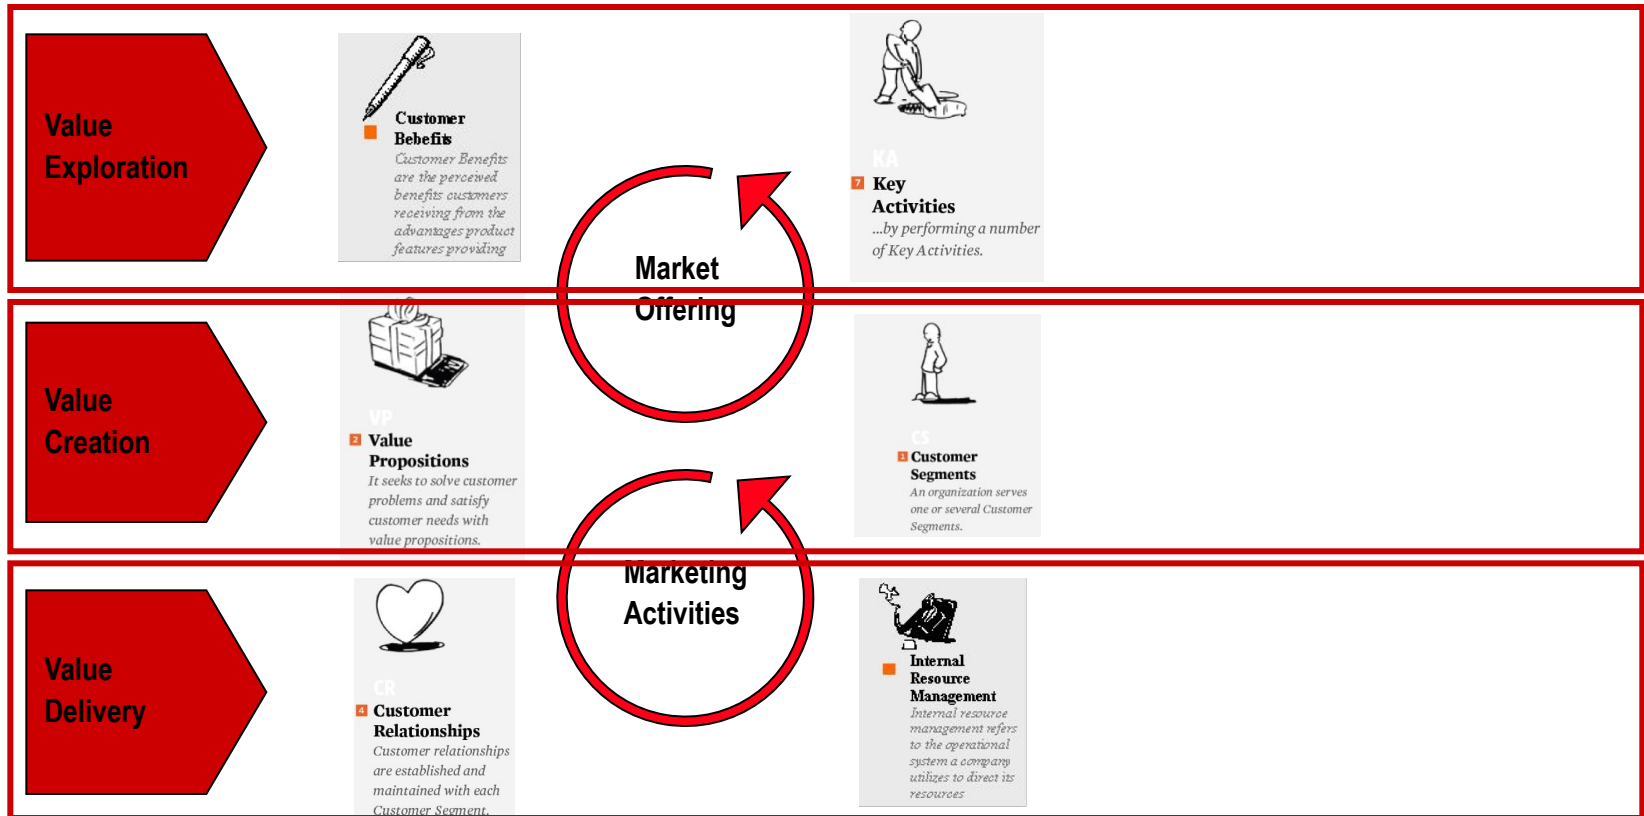 Value
Exploration
Customer
Bebefits
Customer Benefits
are the perceived
benefits customers
receiving from the
advantages product
features providing
Market
Offering
KA
7 Key
Activities
...by performing a number
of Key Activities.
Value
Creation
VP
2 Value
Propositions
It seeks to solve customer
problems and satisfy
customer needs with
value propositions.
CS
1 Customer
Segments
An organization serves
one or several Customer
Segments.
Marketing
Activities
Value
Delivery
CR
4 Customer
Relationships
Customer relationships
are established and
maintained with each
Customer Segment.
Internal
Resource
Management
Internal resource
management refers
to the operational
system a company
utilizes to direct its
resources